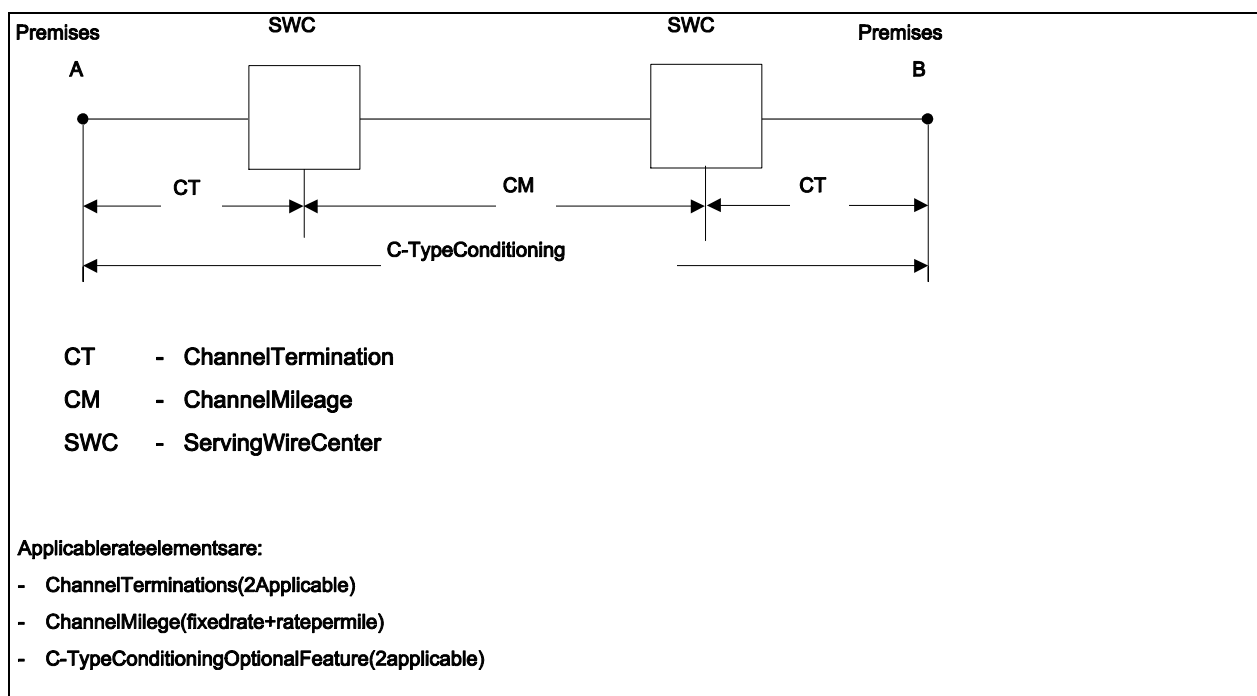 Premises SWC SWC Premises
A B
CT CM CT
C-TypeConditioning
CT - ChannelTermination
CM - ChannelMileage
SWC - ServingWireCenter
Applicablerateelementsare:
- ChannelTerminations(2Applicable)
- ChannelMilege(fixedrate+ratepermile)
- C-TypeConditioningOptionalFeature(2applicable)